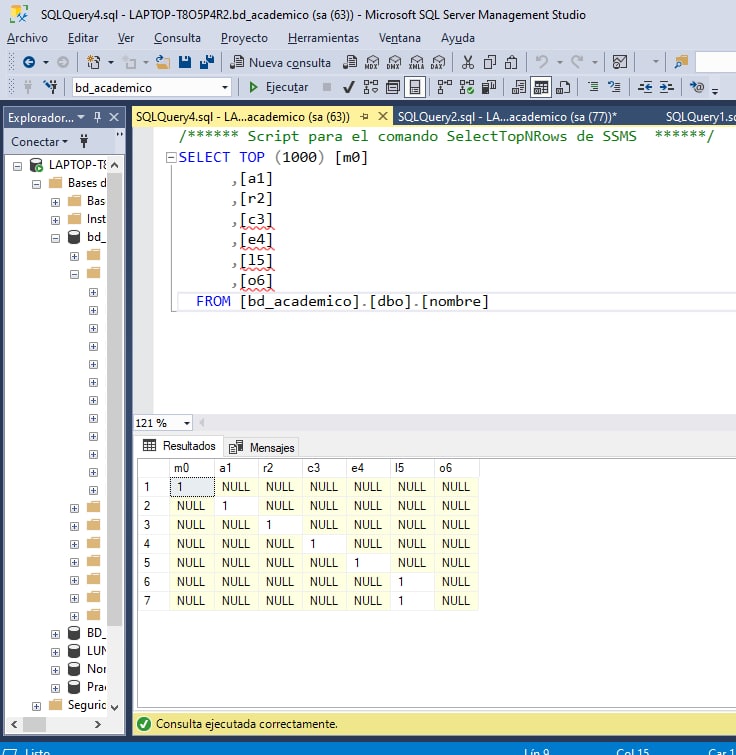 SQLQuery4.sql - LAPTOP-T8O5P4R2.bd_academico (sa (63)) - Microsoft SQL Server Management Studio
Archivo Editar Ver Consulta Proyecto Herramientas Ventana Ayuda
Nueva consulta MDX DMX XMLA DAX
bd_academico Ejecutar
Explorador... SQLQuery4.sql - LA...academico (sa (63)) SQLQuery2.sql - LA...academico (sa (77))* SQLQuery1.sq
Conectar
LAPTOP-T8
Bases d
Bas
Inst
bd_
BD_
LUN
Nor
Prac
Segurid
/****** Script para el comando SelectTopNRows de SSMS ******/
SELECT TOP (1000) [m0]
,[a1]
,[r2]
,[c3]
,[e4]
,[l5]
,[o6]
FROM [bd_academico].[dbo].[nombre]
121 %
Resultados Mensajes
m0 a1 r2 c3 e4 l5 o6
1 1 NULL NULL NULL NULL NULL NULL
2 NULL 1 NULL NULL NULL NULL NULL
3 NULL NULL 1 NULL NULL NULL NULL
4 NULL NULL NULL 1 NULL NULL NULL
5 NULL NULL NULL NULL 1 NULL NULL
6 NULL NULL NULL NULL NULL 1 NULL
7 NULL NULL NULL NULL NULL 1 NULL
Consulta ejecutada correctamente.
Listo Lín 9 Col 15 Car 1